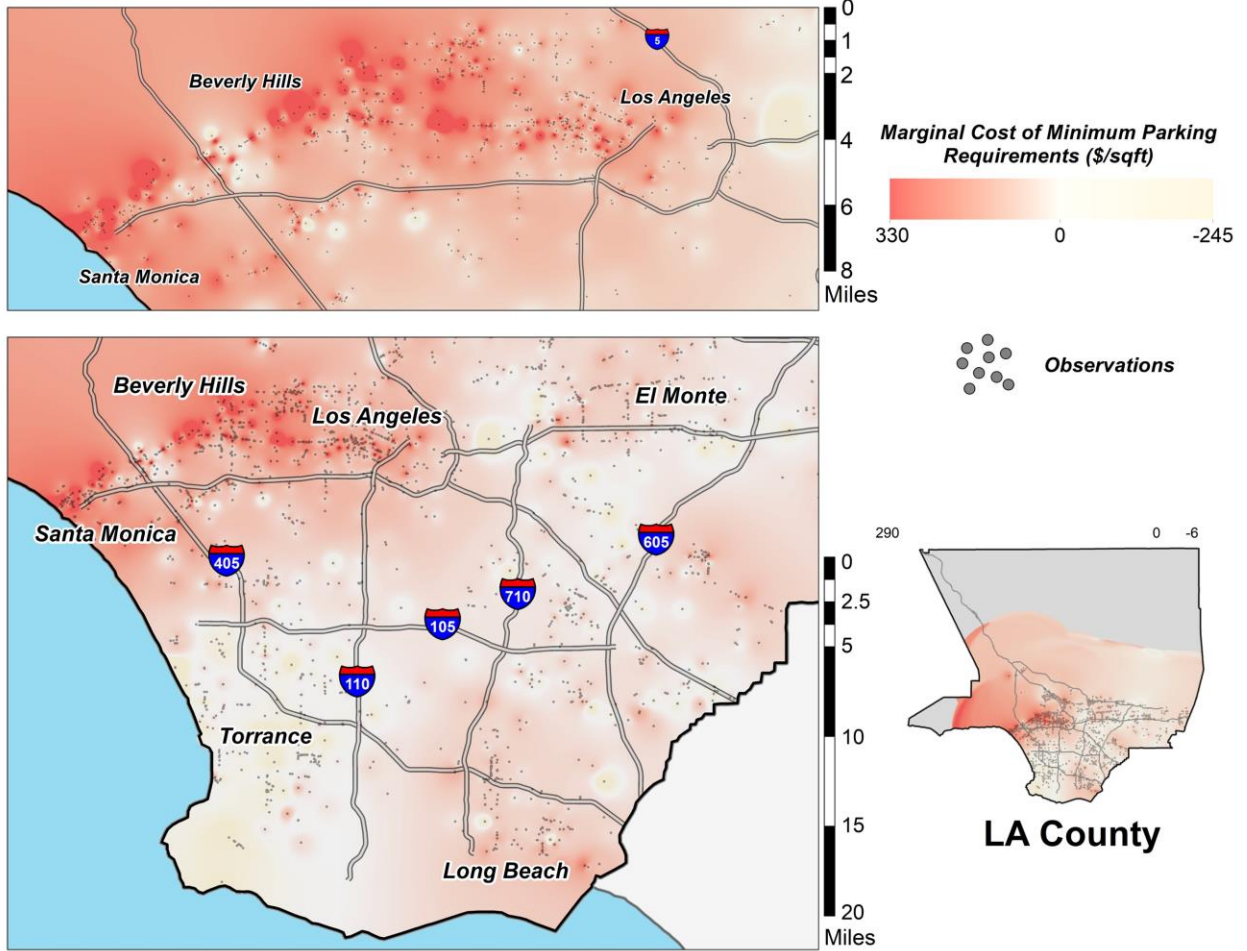 5
Beverly Hills
Los Angeles
Santa Monica
0
1
2
4
6
8
Miles
Marginal Cost of Minimum Parking
Requirements ($/sqft)
330 0 -245
Observations
Beverly Hills
Los Angeles
El Monte
Santa Monica
405
605
710
105
110
Torrance
Long Beach
0
2.5
5
10
15
20
Miles
290 0 -6
LA County